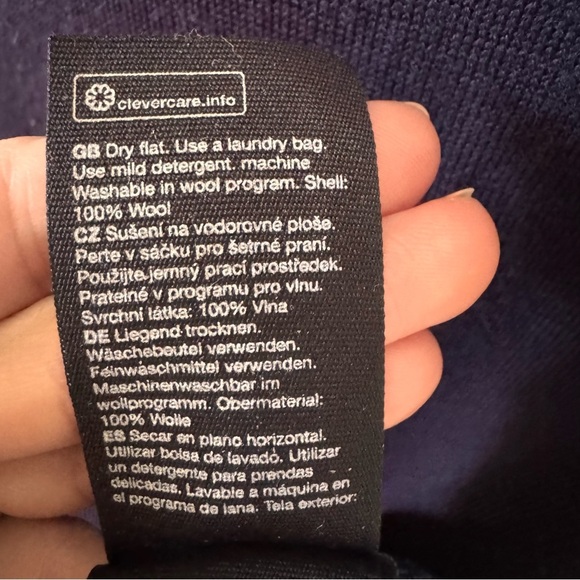 clevercare.info
GB Dry flat. Use a laundry bag.
Use mild detergent. machine
Washable in wool program. Shell:
100% Wool
CZ Sušení na vodorovné ploše.
Perte v sáčku pro šetrné praní.
Použijte jemný prací prostředek.
Pratelné v programu pro vlnu.
Svrchní látka: 100% Vlna
DE Liegend trocknen.
Wäschebeutel verwenden.
Feinwaschmittel verwenden.
Maschinenwaschbar im
wollprogramm. Obermaterial:
100% Wolle
ES Secar en plano horizontal.
Utilizar bolsa de lavado. Utilizar
un detergente para prendas
delicadas. Lavable a máquina en
el programa de lana. Tela exterior: